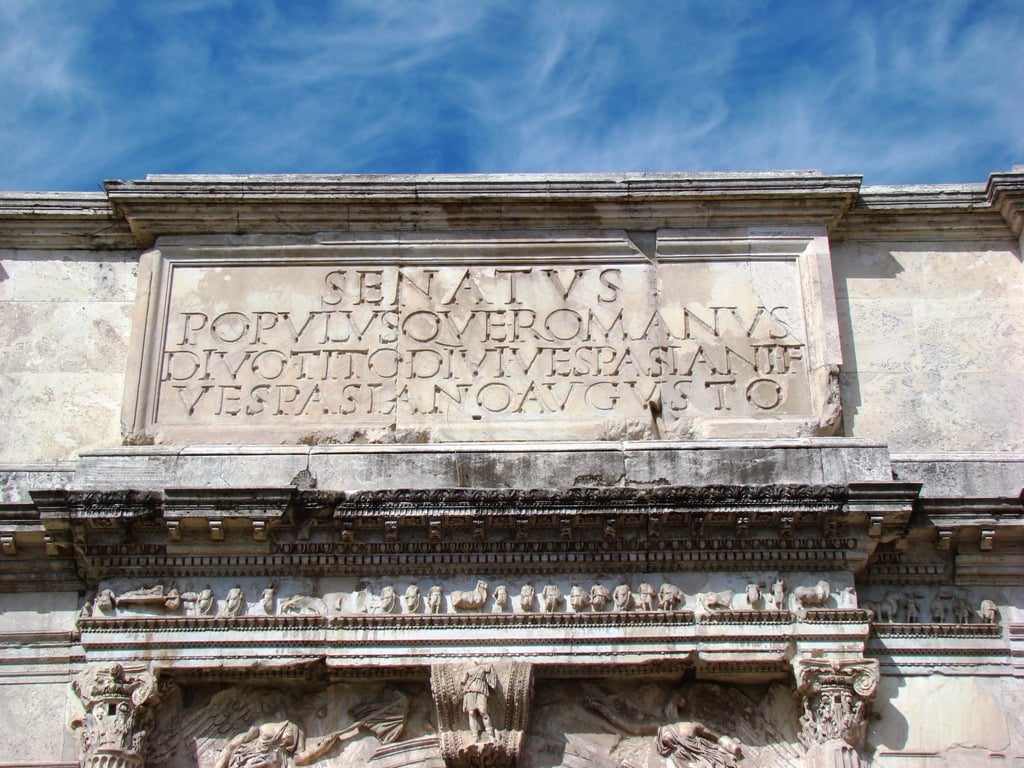 SENATVS
POPVLVSQVEROMANVS
DIVOTITODIVIVESPASIANIF
VESPASIANOAVGVSTO